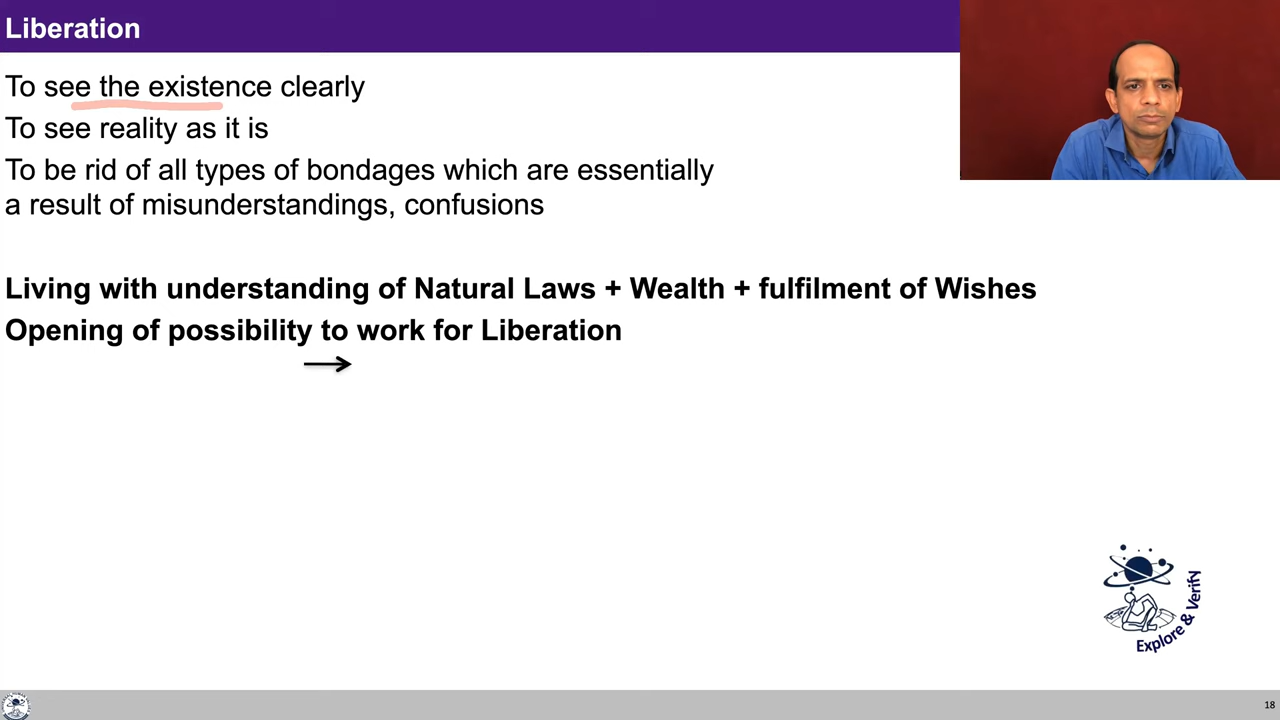 Liberation
To see the existence clearly
To see reality as it is
To be rid of all types of bondages which are essentially
a result of misunderstandings, confusions
Living with understanding of Natural Laws + Wealth + fulfilment of Wishes
Opening of possibility to work for Liberation
Explore & Verify
18